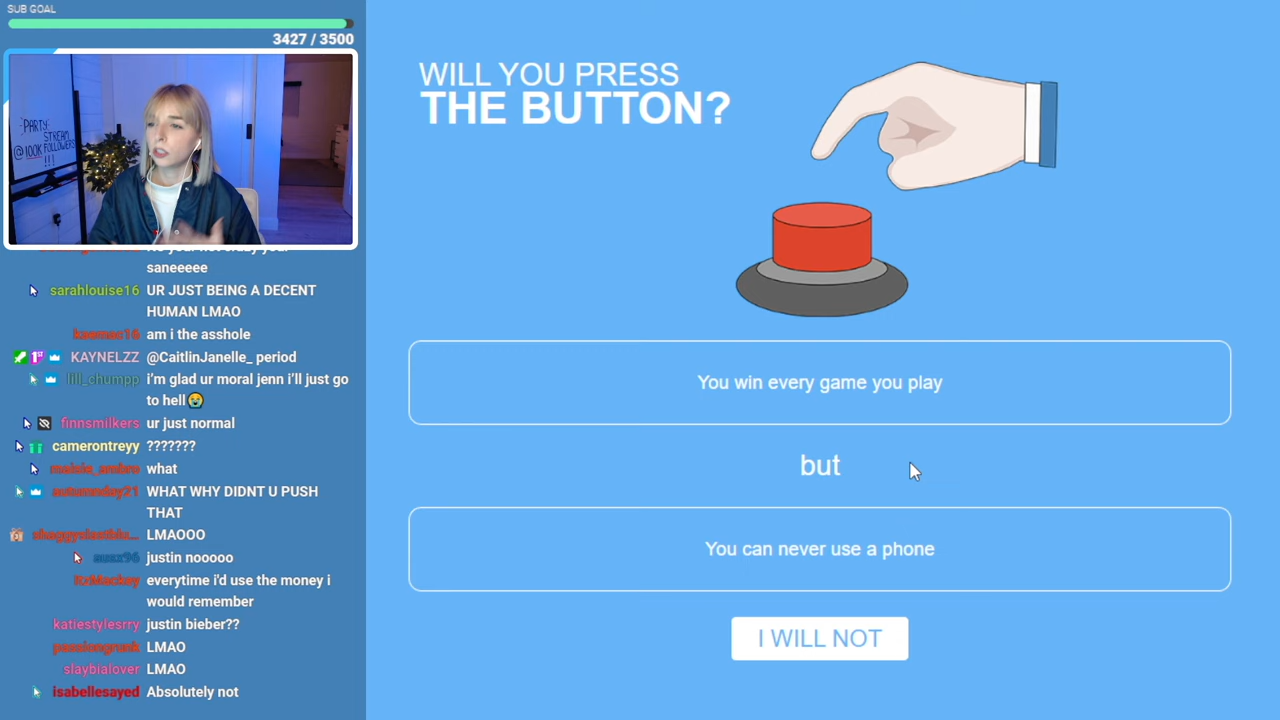 SUB GOAL
3427 / 3500
PARTY
STREAM
@ 100K FOLLOWERS
!!!
saneeeee
sarahlouise16 UR JUST BEING A DECENT
HUMAN LMAO
am i the asshole
KAYNELZZ @CaitlinJanelle_ period
lill_chumpp i'm glad ur moral jenn i'll just go
to hell😭
finnsmilkers ur just normal
camerontreyy ???????
what
autumnday21 WHAT WHY DIDNT U PUSH
THAT
LMAOOO
justin nooooo
everytime i'd use the money i
would remember
katiestylesrry justin bieber??
LMAO
slaybialover LMAO
isabellesayed Absolutely not
WILL YOU PRESS
THE BUTTON?
You win every game you play
but
You can never use a phone
I WILL NOT